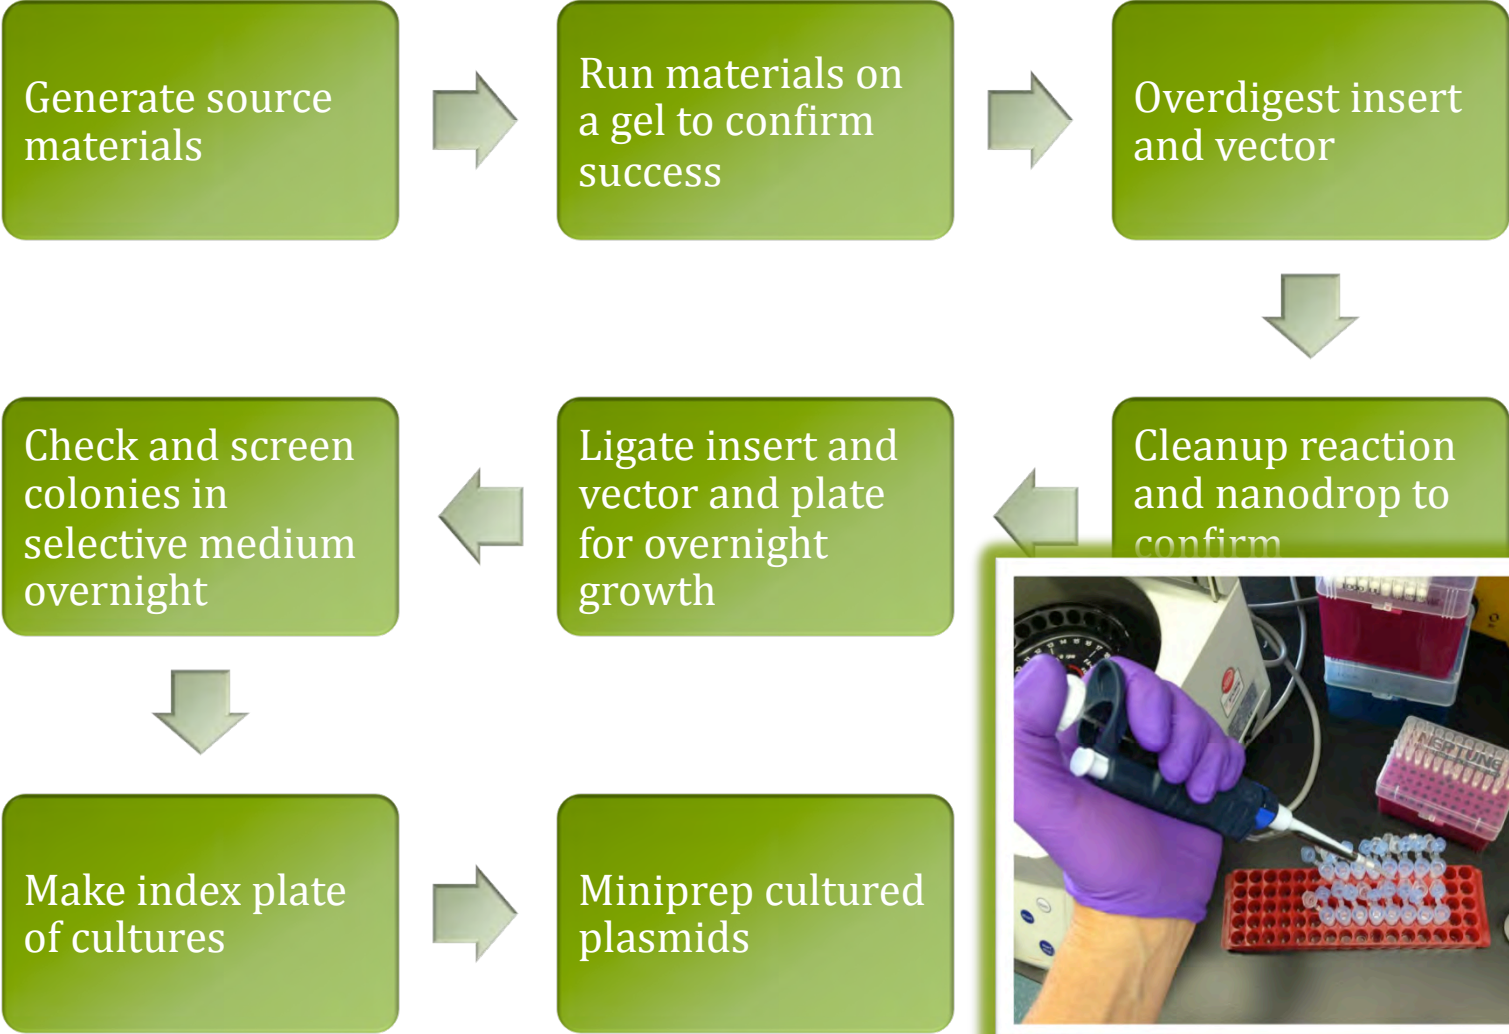 Generate source
materials
Run materials on
a gel to confirm
success
Overdigest insert
and vector
Cleanup reaction
and nanodrop to
confirm
Ligate insert and
vector and plate
for overnight
growth
Check and screen
colonies in
selective medium
overnight
Make index plate
of cultures
Miniprep cultured
plasmids
NEPTUNE